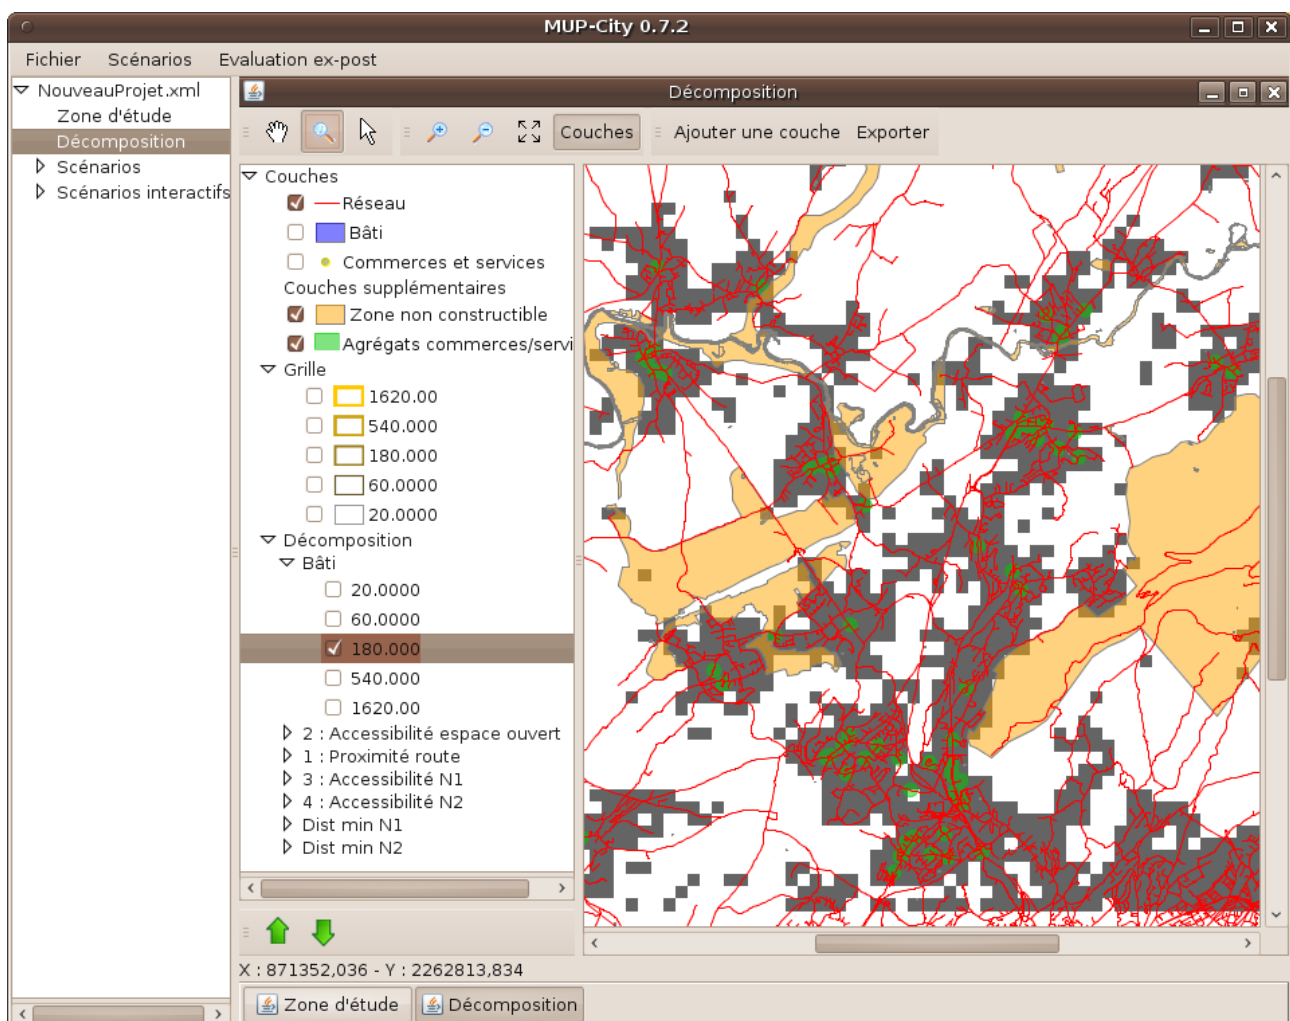 MUP-City 0.7.2
Fichier Scénarios Evaluation ex-post
NouveauProjet.xml
Zone d'étude
Décomposition
Scénarios
Scénarios interactifs
Décomposition
Couches Ajouter une couche Exporter
Couches
Réseau
Bâti
Commerces et services
Couches supplémentaires
Zone non constructible
Agrégats commerces/servi
Grille
1620.00
540.000
180.000
60.0000
20.0000
Décomposition
Bâti
20.0000
60.0000
180.000
540.000
1620.00
2 : Accessibilité espace ouvert
1 : Proximité route
3 : Accessibilité N1
4 : Accessibilité N2
Dist min N1
Dist min N2
X : 871352,036 - Y : 2262813,834
Zone d'étude Décomposition